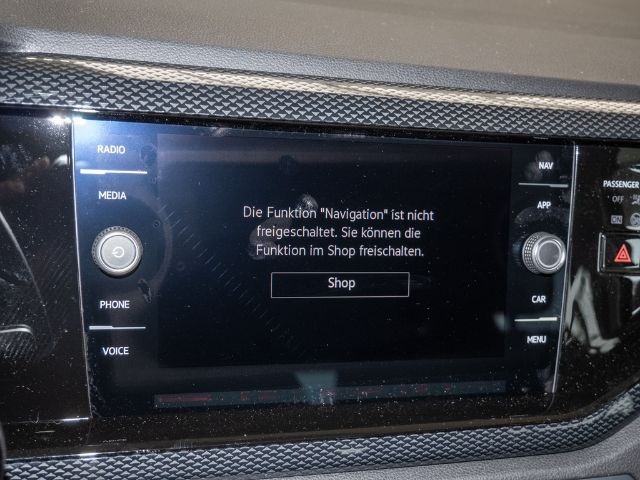 RADIO
MEDIA
PHONE
VOICE
Die Funktion "Navigation" ist nicht
freigeschaltet. Sie können die
Funktion im Shop freischalten.
Shop
NAV
APP
CAR
MENU
PASSENGER
OFF
ON